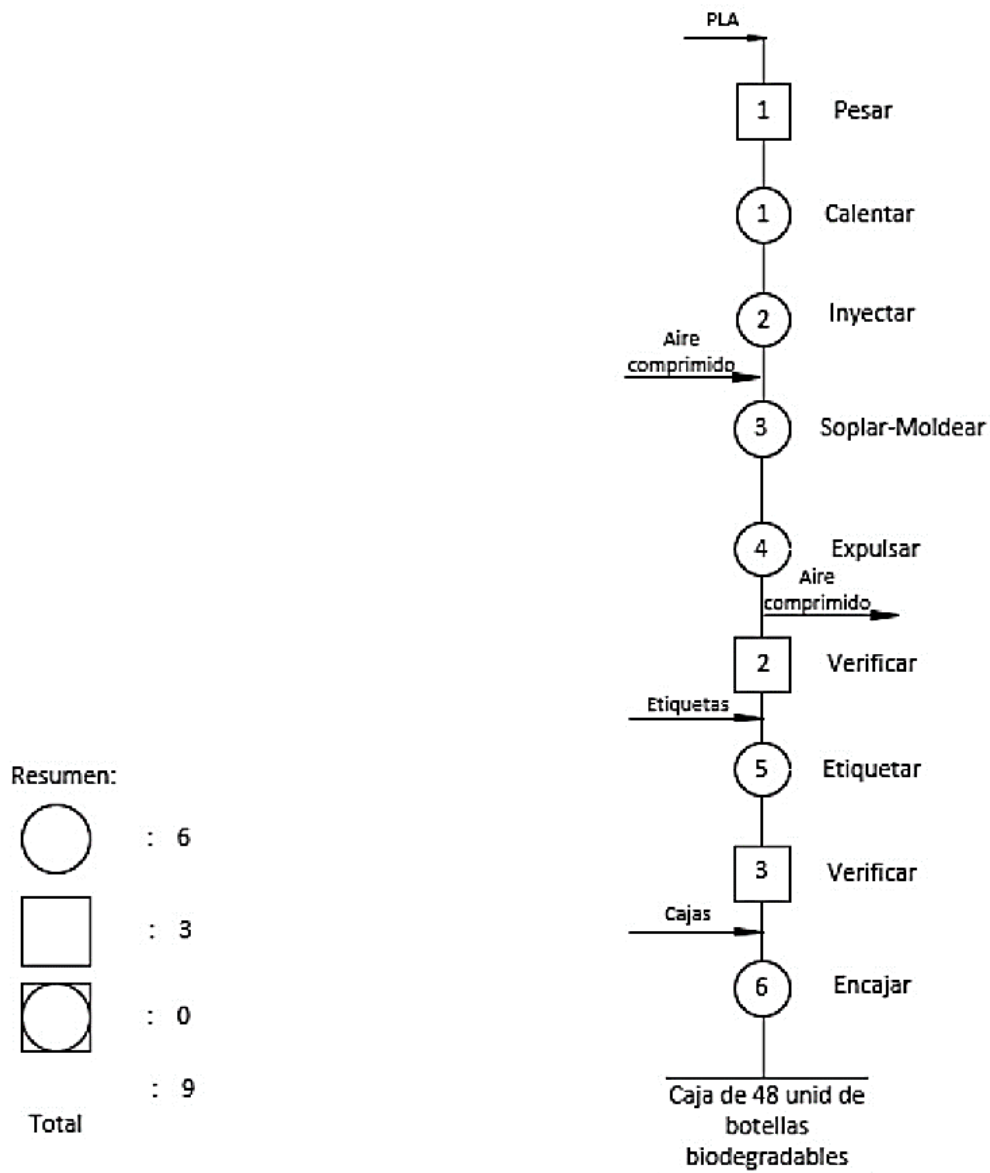 PLA
1 Pesar
1 Calentar
2 Inyectar
Aire
comprimido
3 Soplar-Moldear
4 Expulsar
Aire
comprimido
2 Verificar
Etiquetas
5 Etiquetar
3 Verificar
Cajas
6 Encajar
Caja de 48 unid de
botellas
biodegradables
Resumen:
: 6
: 3
: 0
: 9
Total